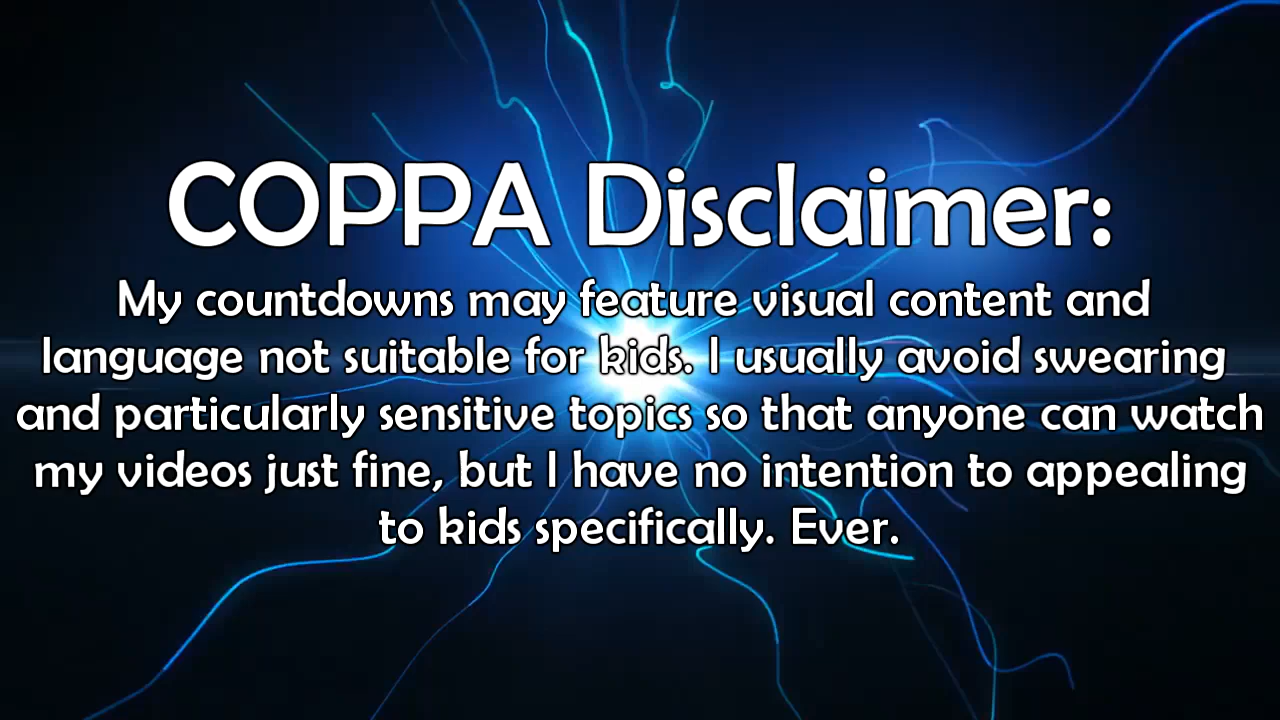 COPPA Disclaimer:
My countdowns may feature visual content and
language not suitable for kids. I usually avoid swearing
and particularly sensitive topics so that anyone can watch
my videos just fine, but I have no intention to appealing
to kids specifically. Ever.